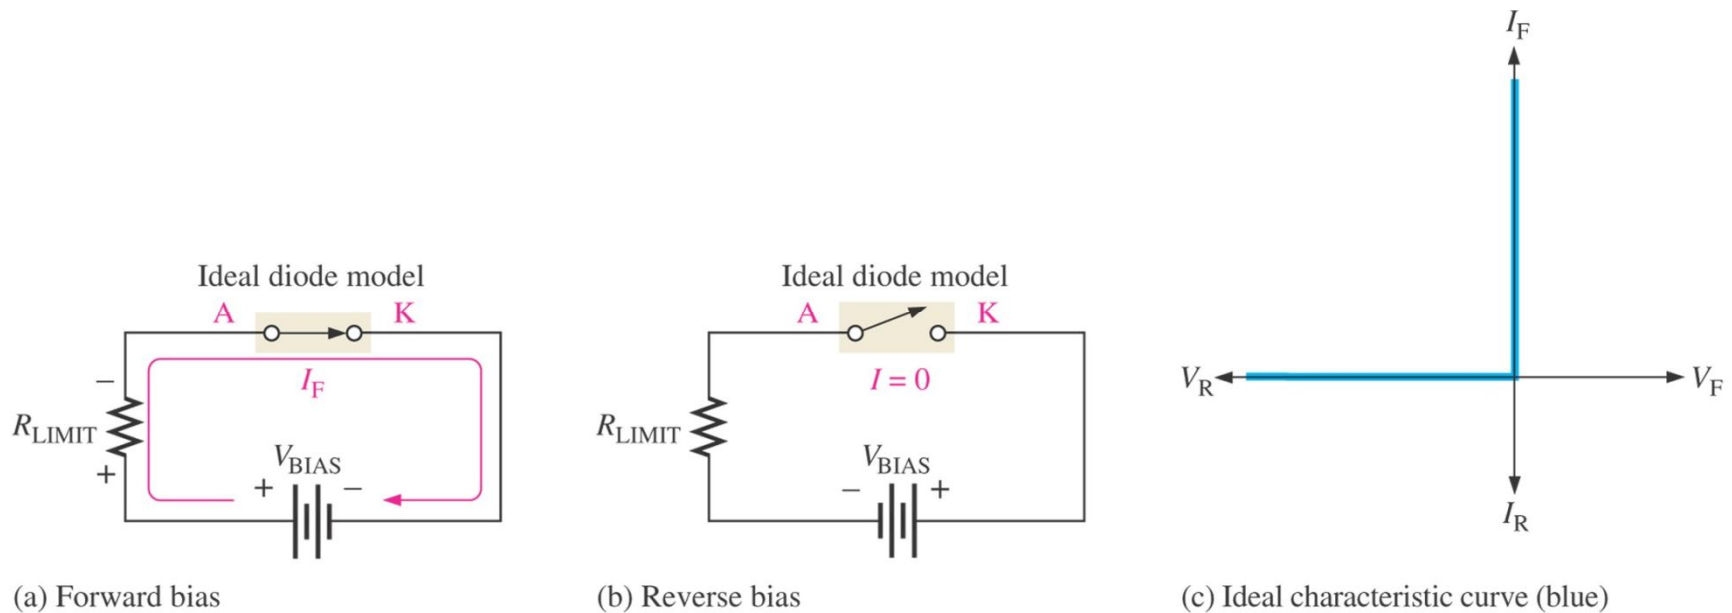 Ideal diode model
A
K
I_F
−
R_LIMIT
+
V_BIAS
+
−
(a) Forward bias
Ideal diode model
A
K
I = 0
R_LIMIT
V_BIAS
−
+
(b) Reverse bias
I_F
V_R
V_F
I_R
(c) Ideal characteristic curve (blue)